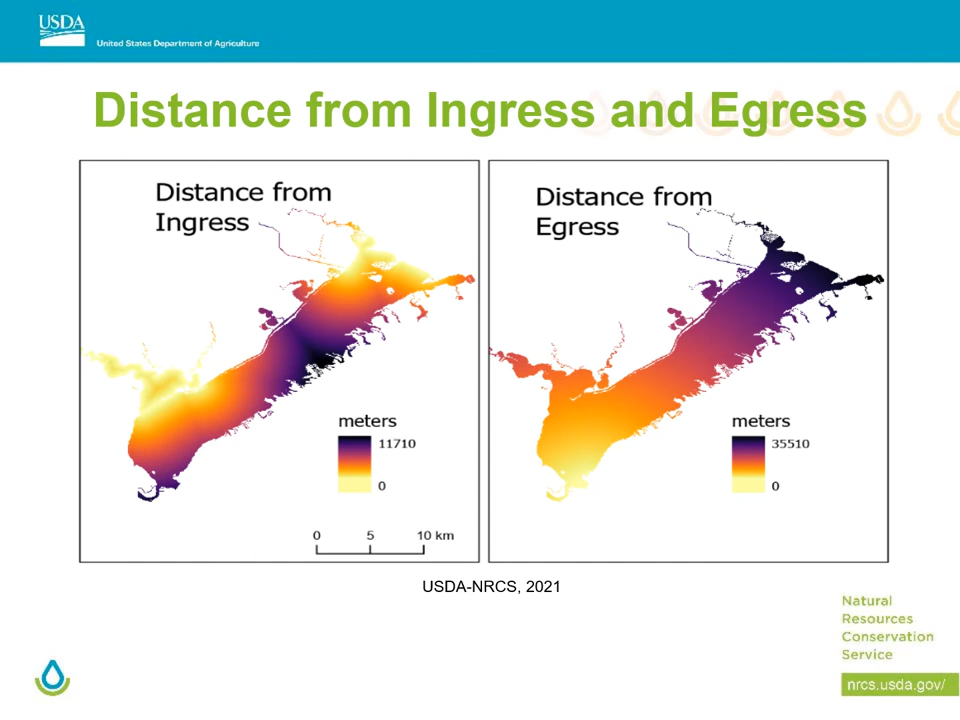 USDA
United States Department of Agriculture
Distance from Ingress and Egress
Distance from
Ingress
meters
11710
0
0 5 10 km
Distance from
Egress
meters
35510
0
USDA-NRCS, 2021
Natural
Resources
Conservation
Service
nrcs.usda.gov/